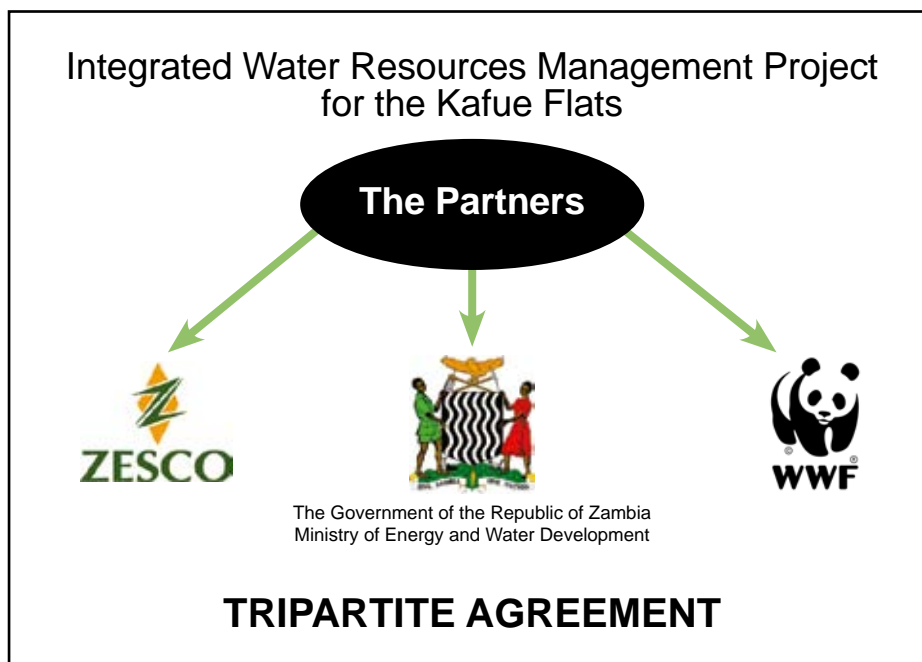 Integrated Water Resources Management Project
for the Kafue Flats
The Partners
ZESCO
© WWF ®
The Government of the Republic of Zambia
Ministry of Energy and Water Development
TRIPARTITE AGREEMENT